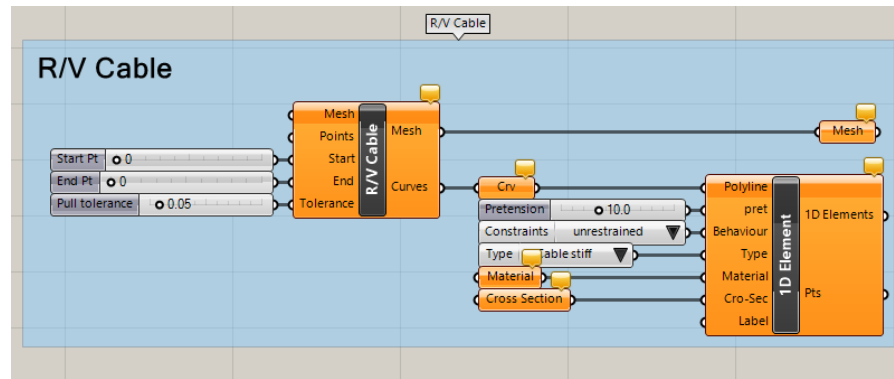 R/V Cable
R/V Cable
Mesh
Points
Start
End
Tolerance
R/V Cable
Mesh
Curves
Start Pt 0
End Pt 0
Pull tolerance 0.05
Mesh
Crv
Pretension 10.0
Constraints unrestrained
Type Cable stiff
Material
Cross Section
Polyline
pret
Behaviour
Type
Material
Cro-Sec
Label
1D Element
1D Elements
Pts